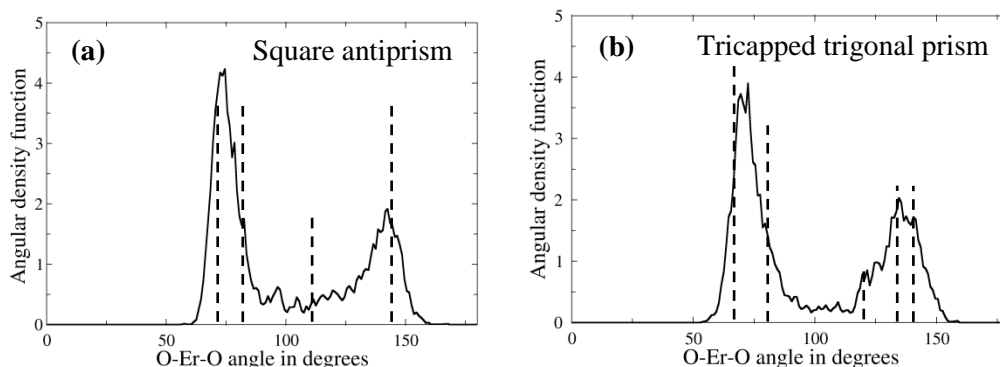 (a) Square antiprism
Angular density function
5
4
3
2
1
0
0 50 100 150
O-Er-O angle in degrees
(b) Tricapped trigonal prism
Angular density function
5
4
3
2
1
0
0 50 100 150
O-Er-O angle in degrees